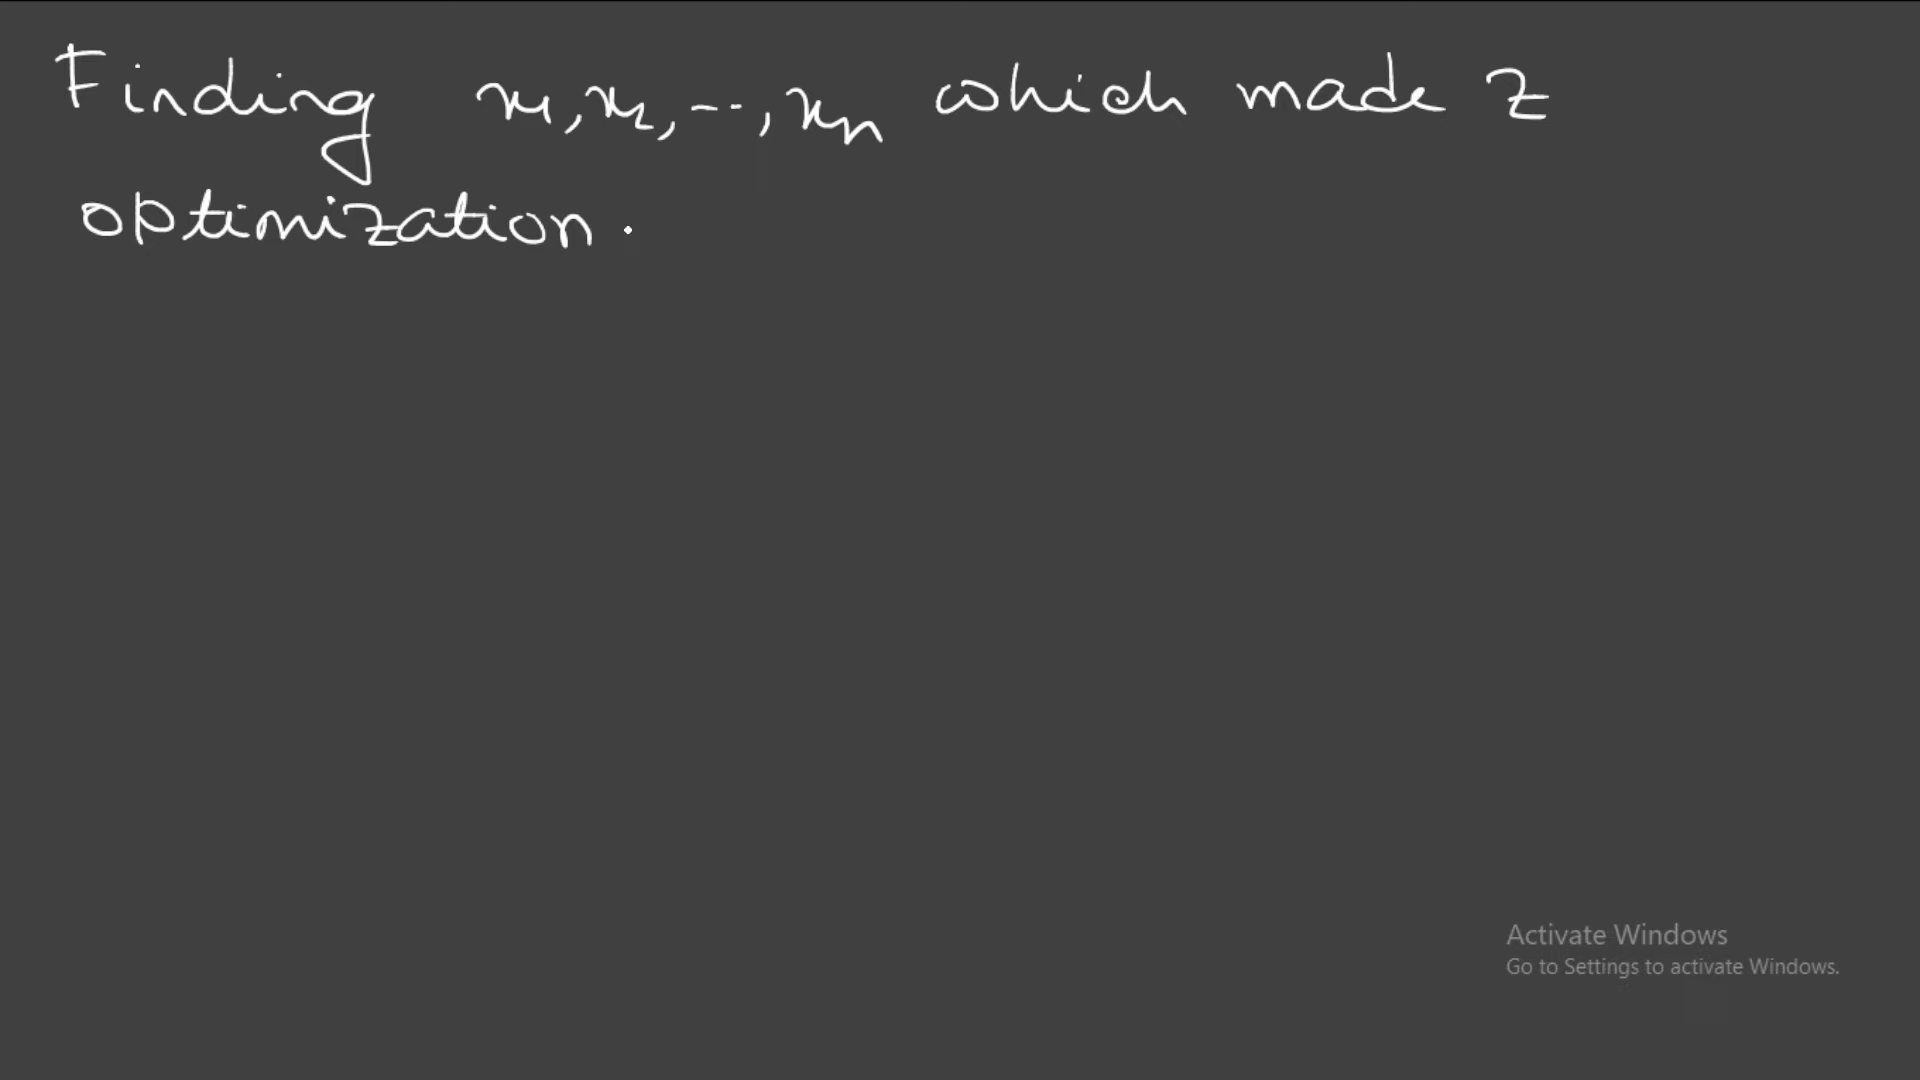 Finding x1, x2, --, xn which made z
optimization.
Activate Windows
Go to Settings to activate Windows.